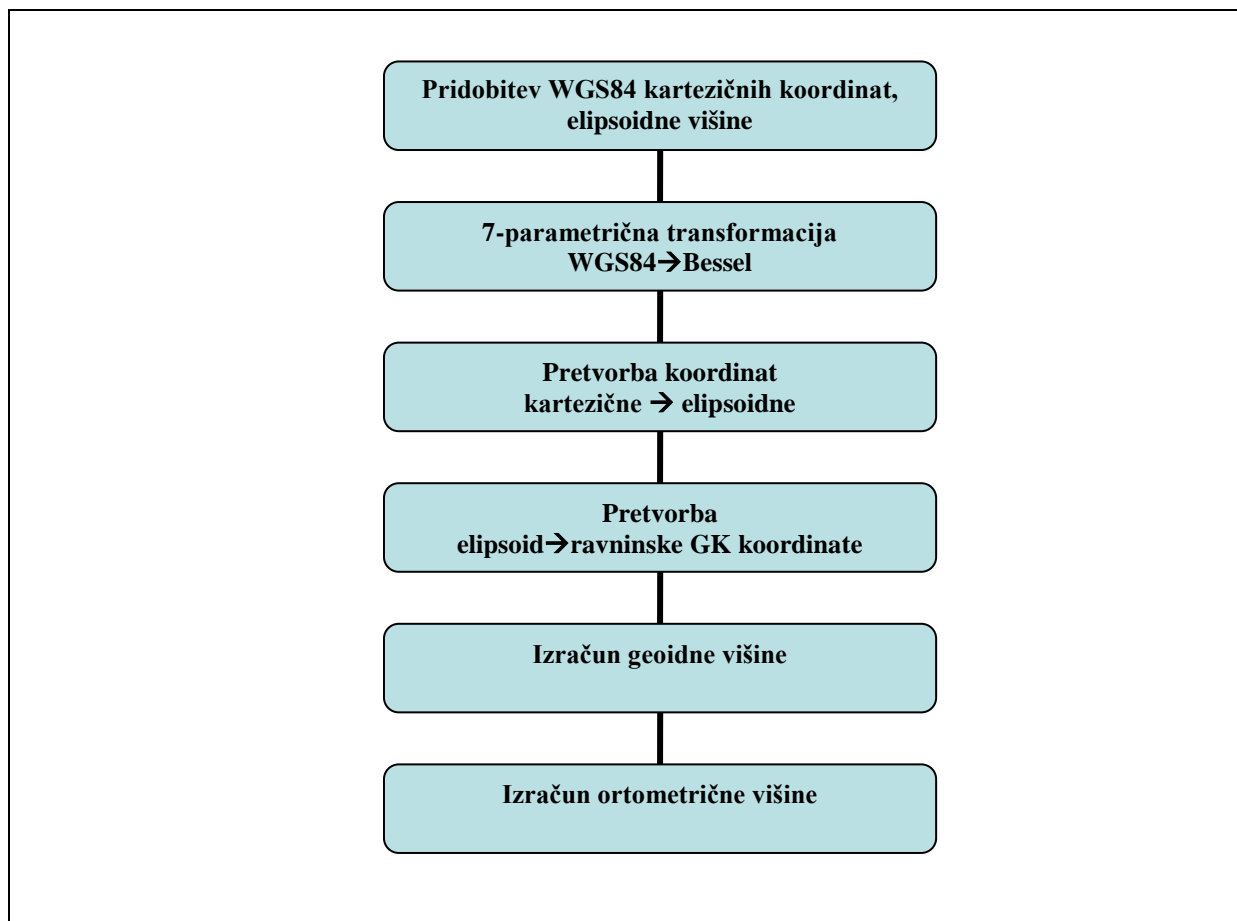 Pridobitev WGS84 kartezičnih koordinat,
elipsoidne višine
7-parametrična transformacija
WGS84→Bessel
Pretvorba koordinat
kartezične → elipsoidne
Pretvorba
elipsoid→ravninske GK koordinate
Izračun geoidne višine
Izračun ortometrične višine